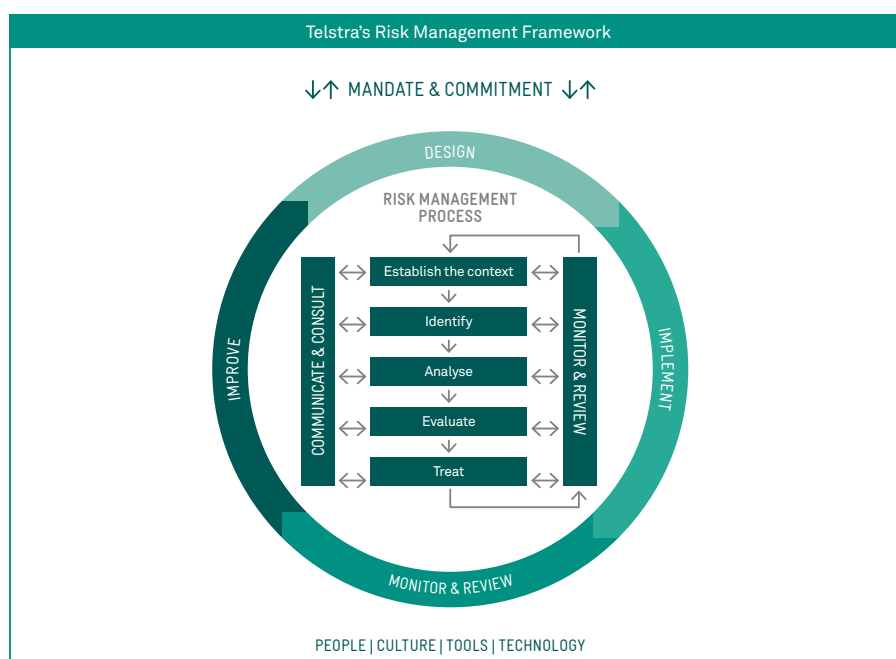 Telstra's Risk Management Framework
↓↑ MANDATE & COMMITMENT ↓↑
DESIGN
RISK MANAGEMENT
PROCESS
Establish the context
Identify
Analyse
Evaluate
Treat
COMMUNICATE & CONSULT
MONITOR & REVIEW
IMPROVE
IMPLEMENT
MONITOR & REVIEW
PEOPLE | CULTURE | TOOLS | TECHNOLOGY